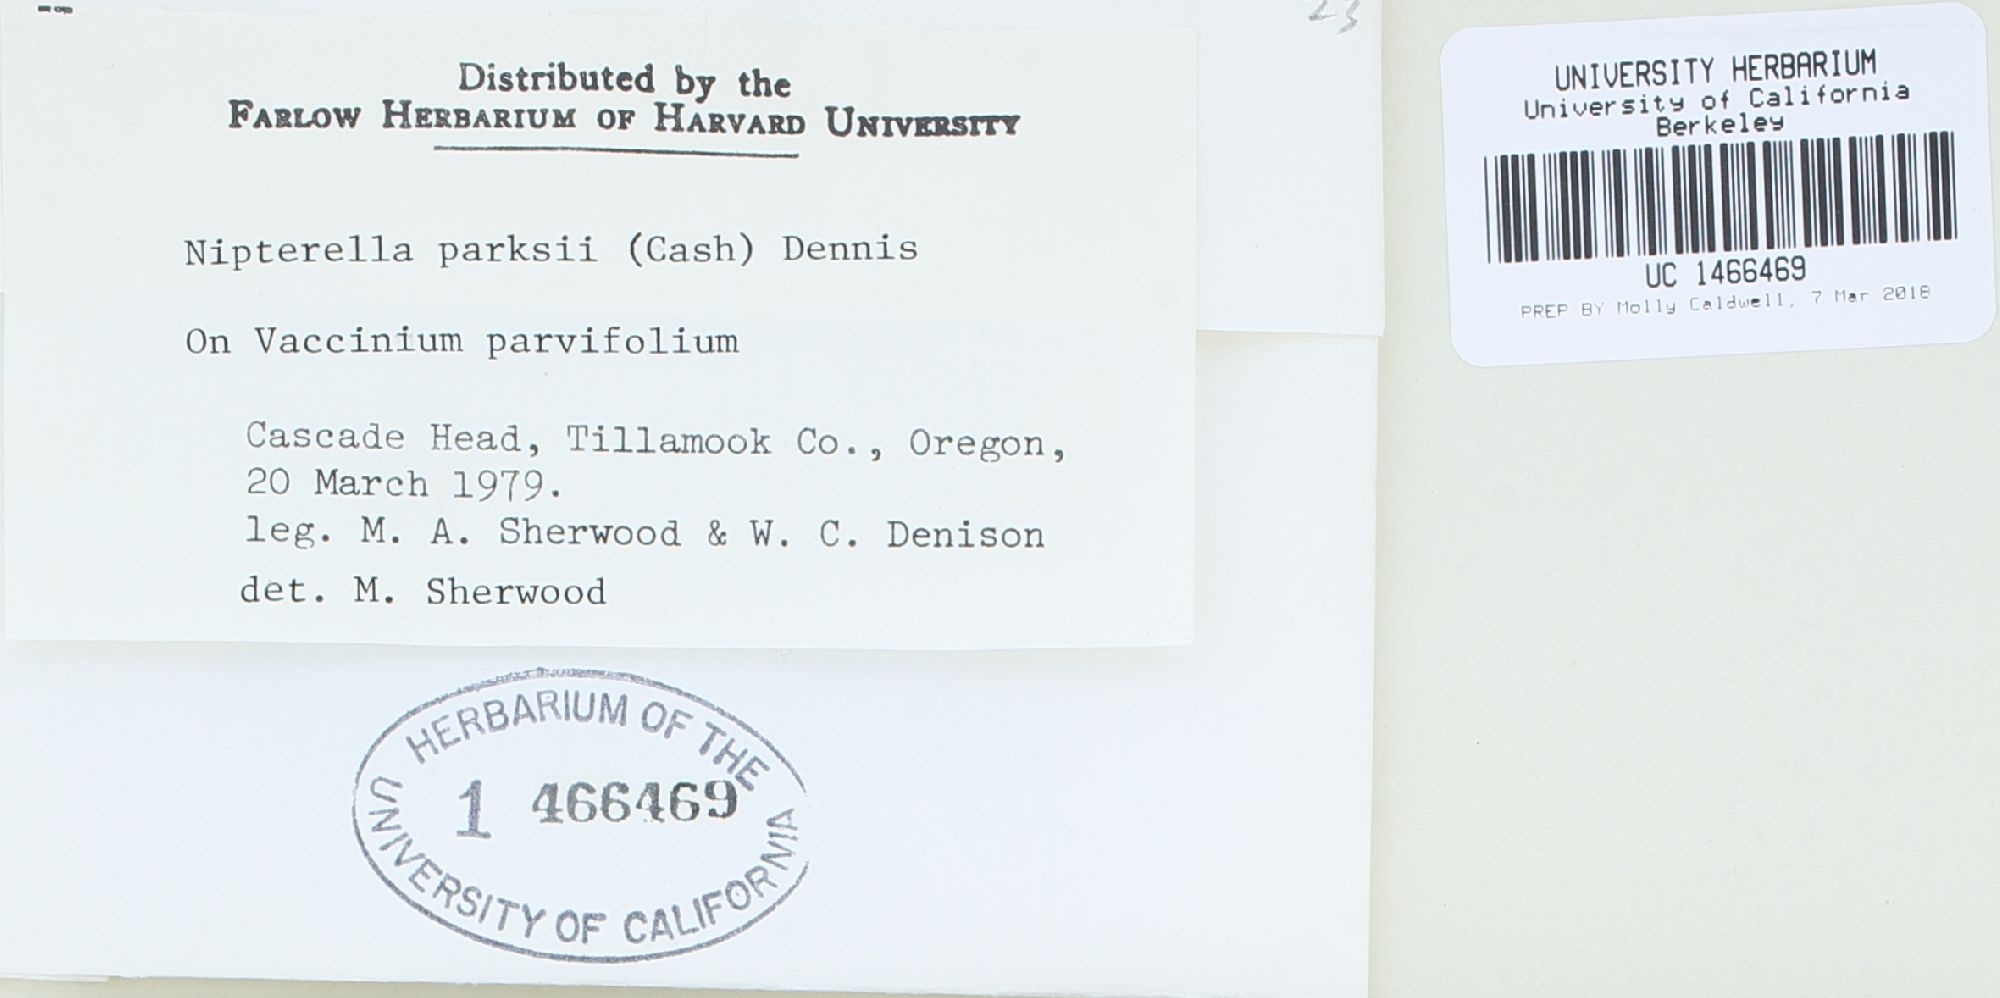 23
Distributed by the
FARLOW HERBARIUM OF HARVARD UNIVERSITY
Nipterella parksii (Cash) Dennis
On Vaccinium parvifolium
Cascade Head, Tillamook Co., Oregon,
20 March 1979.
leg. M. A. Sherwood & W. C. Denison
det. M. Sherwood
HERBARIUM OF THE
1 466469
UNIVERSITY OF CALIFORNIA
UNIVERSITY HERBARIUM
University of California
Berkeley
UC 1466469
PREP BY Molly Caldwell, 7 Mar 2018